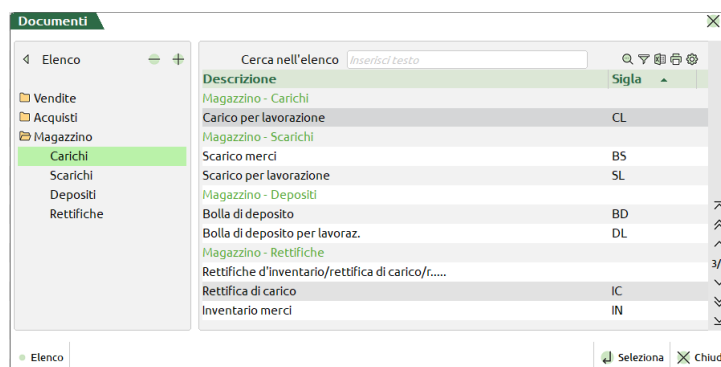 Documenti
Elenco
Cerca nell'elenco Inserisci testo
Descrizione Sigla
Vendite
Acquisti
Magazzino
Carichi
Scarichi
Depositi
Rettifiche
Magazzino - Carichi
Carico per lavorazione CL
Magazzino - Scarichi
Scarico merci BS
Scarico per lavorazione SL
Magazzino - Depositi
Bolla di deposito BD
Bolla di deposito per lavoraz. DL
Magazzino - Rettifiche
Rettifiche d'inventario/rettifica di carico/r.....
Rettifica di carico IC
Inventario merci IN
3/
Elenco
Seleziona
Chiud